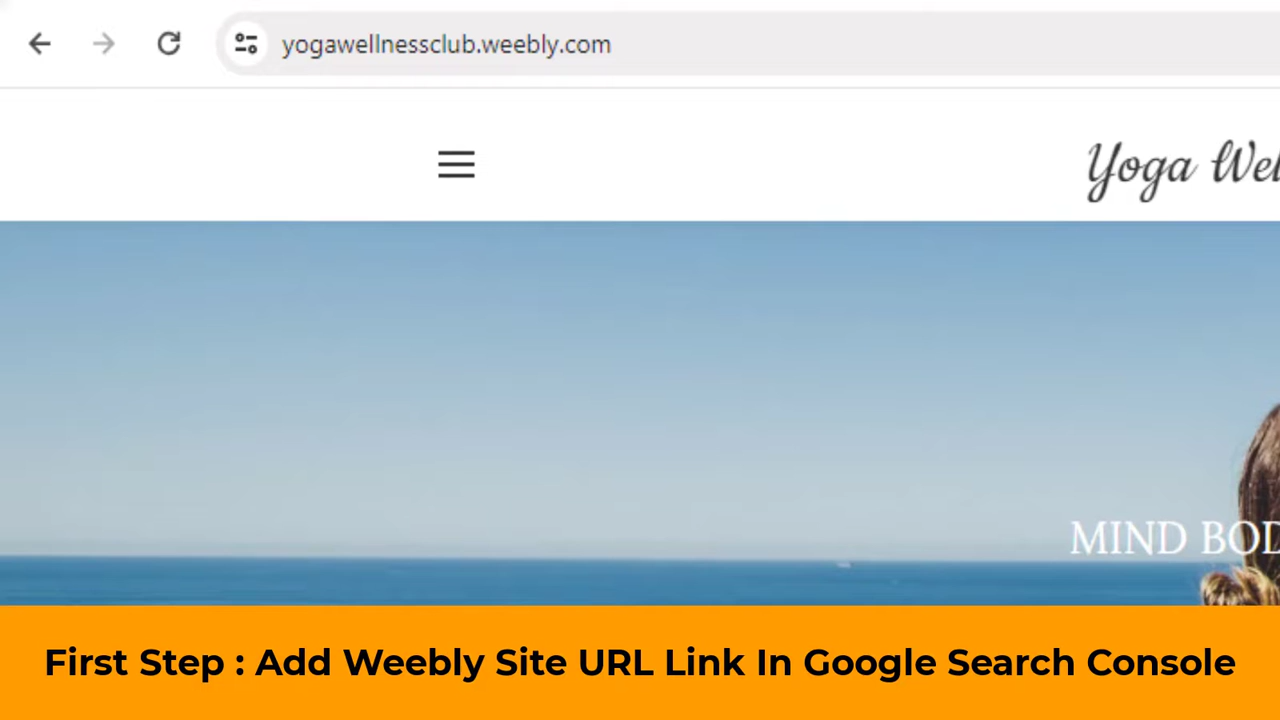 yogawellnessclub.weebly.com
Yoga Wel
MIND BOD
First Step : Add Weebly Site URL Link In Google Search Console